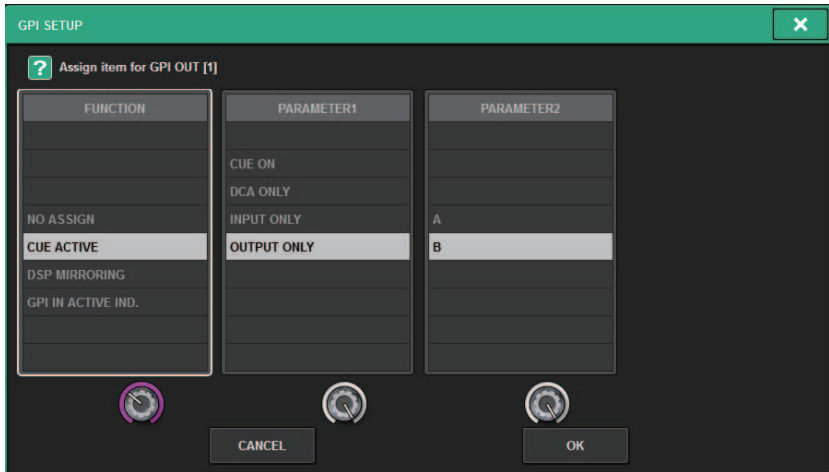 GPI SETUP
Assign item for GPI OUT [1]
FUNCTION PARAMETER1 PARAMETER2
CUE ON
DCA ONLY
NO ASSIGN INPUT ONLY A
CUE ACTIVE OUTPUT ONLY B
DSP MIRRORING
GPI IN ACTIVE IND.
CANCEL OK